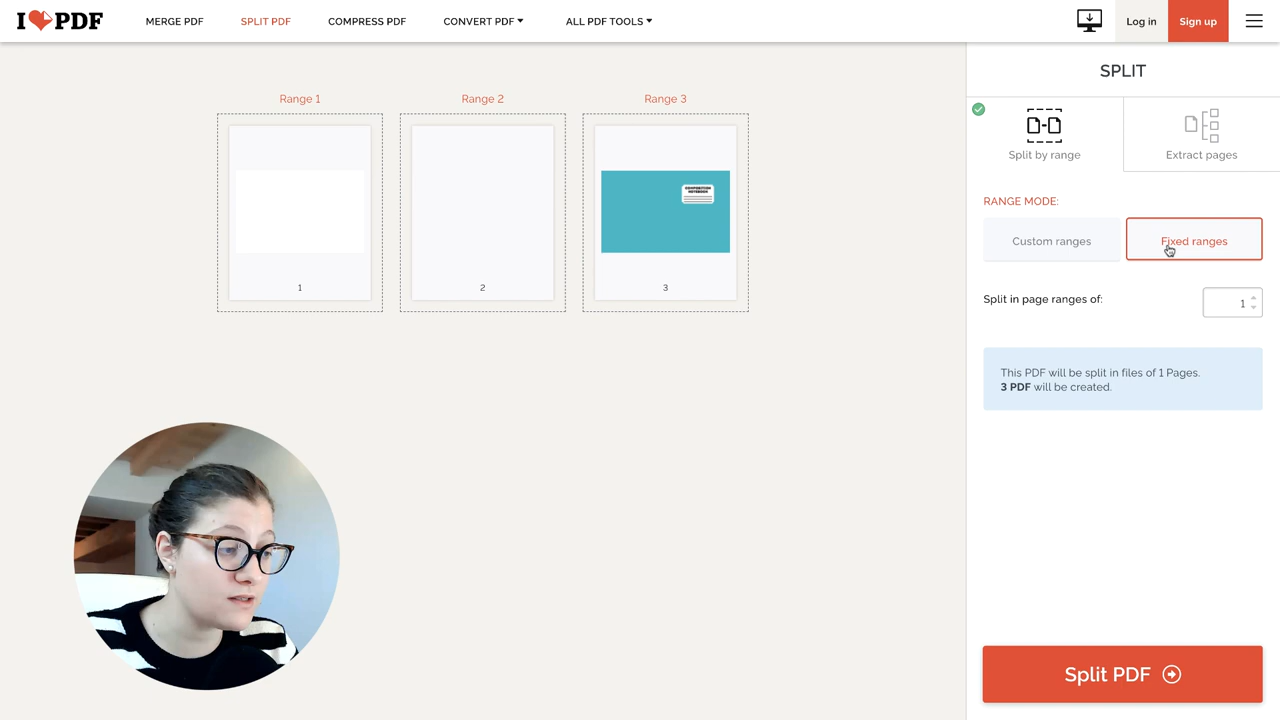 I PDF
MERGE PDF
SPLIT PDF
COMPRESS PDF
CONVERT PDF
ALL PDF TOOLS
Log in
Sign up
SPLIT
Range 1
Range 2
Range 3
Split by range
Extract pages
RANGE MODE:
Custom ranges
Fixed ranges
COMPOSITION
NOTEBOOK
1
2
3
Split in page ranges of:
1
This PDF will be split in files of 1 Pages.
3 PDF will be created.
Split PDF